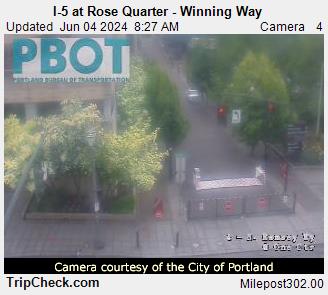 I-5 at Rose Quarter - Winning Way
Updated Jun 04 2024 8:27 AM Camera 4
PBOT
PORTLAND BUREAU OF TRANSPORTATION
Camera courtesy of the City of Portland
TripCheck.com Milepost302.00